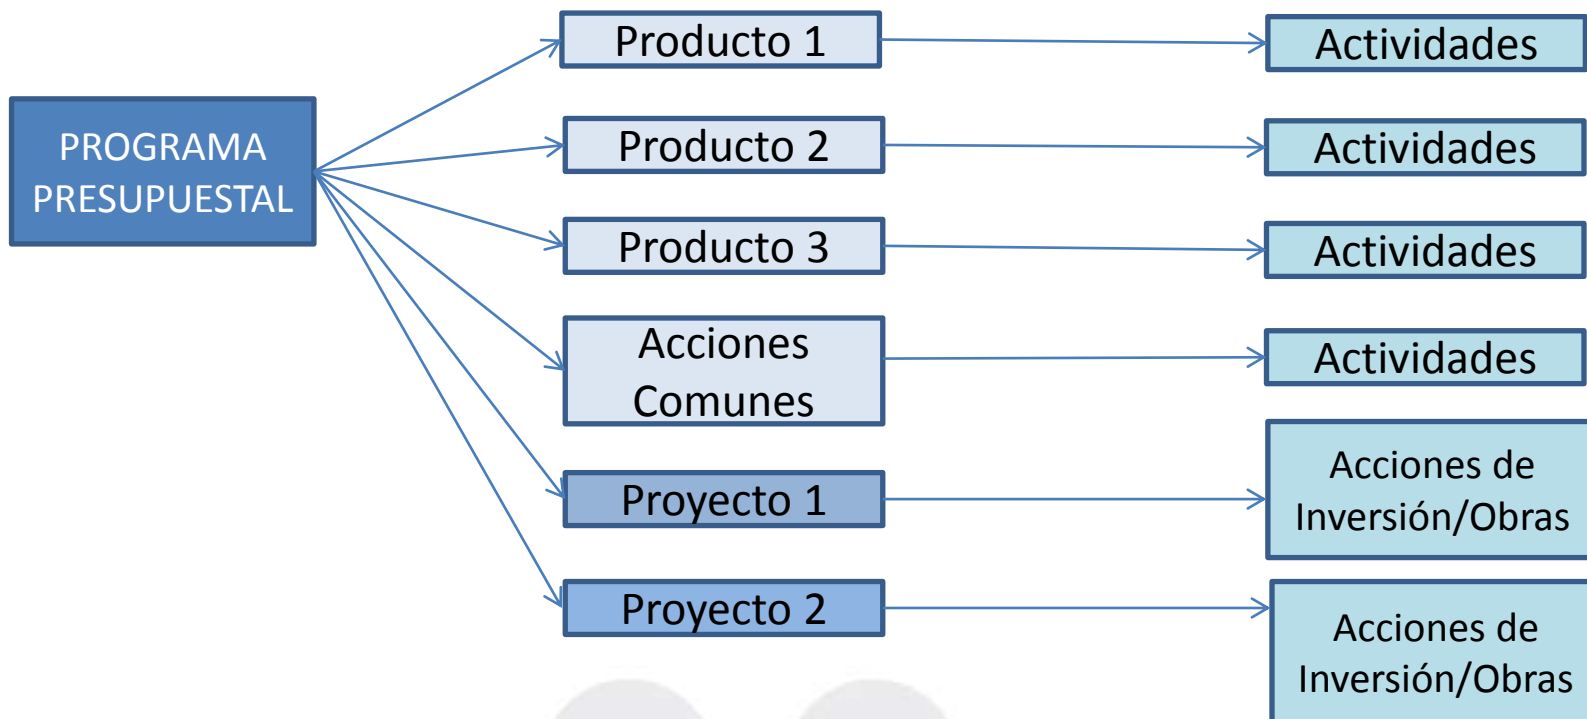 PROGRAMA
PRESUPUESTAL
Producto 1
Actividades
Producto 2
Actividades
Producto 3
Actividades
Acciones
Comunes
Actividades
Proyecto 1
Acciones de
Inversión/Obras
Proyecto 2
Acciones de
Inversión/Obras